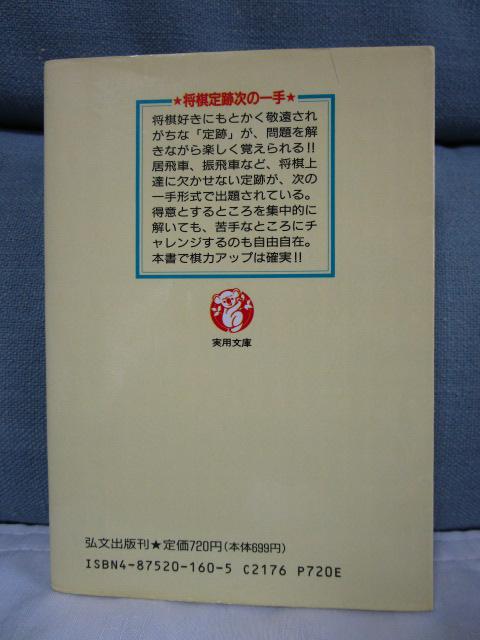 ★将棋定跡次の一手★
将棋好きにもとかく敬遠され
がちな「定跡」が、問題を解
きながら楽しく覚えられる!!
居飛車、振飛車など、将棋上
達に欠かせない定跡が、次の
一手形式で出題されている。
得意とするところを集中的に
解いても、苦手なところにチ
ャレンジするのも自由自在。
本書で棋力アップは確実!!
実用文庫
弘文出版刊★定価720円(本体699円)
ISBN4-87520-160-5 C2176 P720E